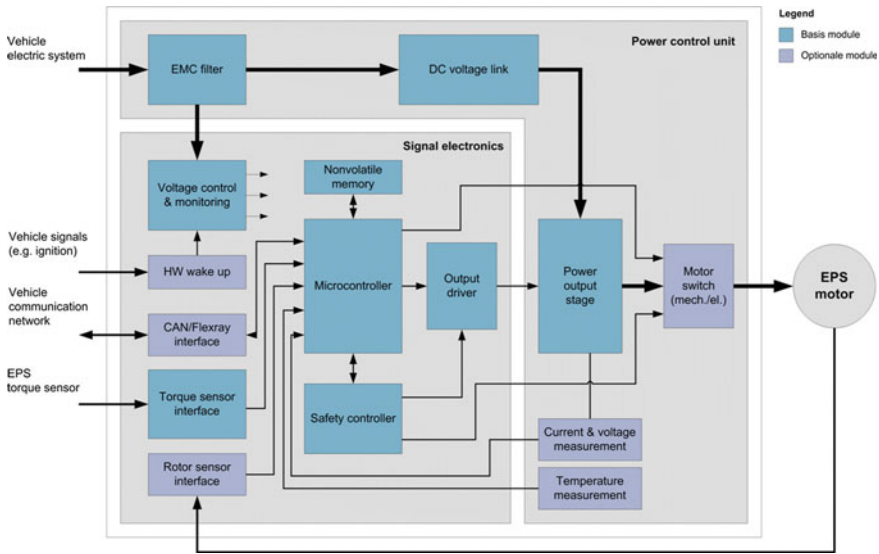 Legend
Basis module
Optionale module
Vehicle
electric system
Power control unit
EMC filter
DC voltage link
Signal electronics
Voltage control
& monitoring
Nonvolatile
memory
Vehicle signals
(e.g. ignition)
HW wake up
Microcontroller
Output
driver
Power
output
stage
Motor
switch
(mech./el.)
EPS
motor
Vehicle
communication
network
CAN/Flexray
interface
EPS
torque sensor
Torque sensor
interface
Safety controller
Current & voltage
measurement
Rotor sensor
interface
Temperature
measurement